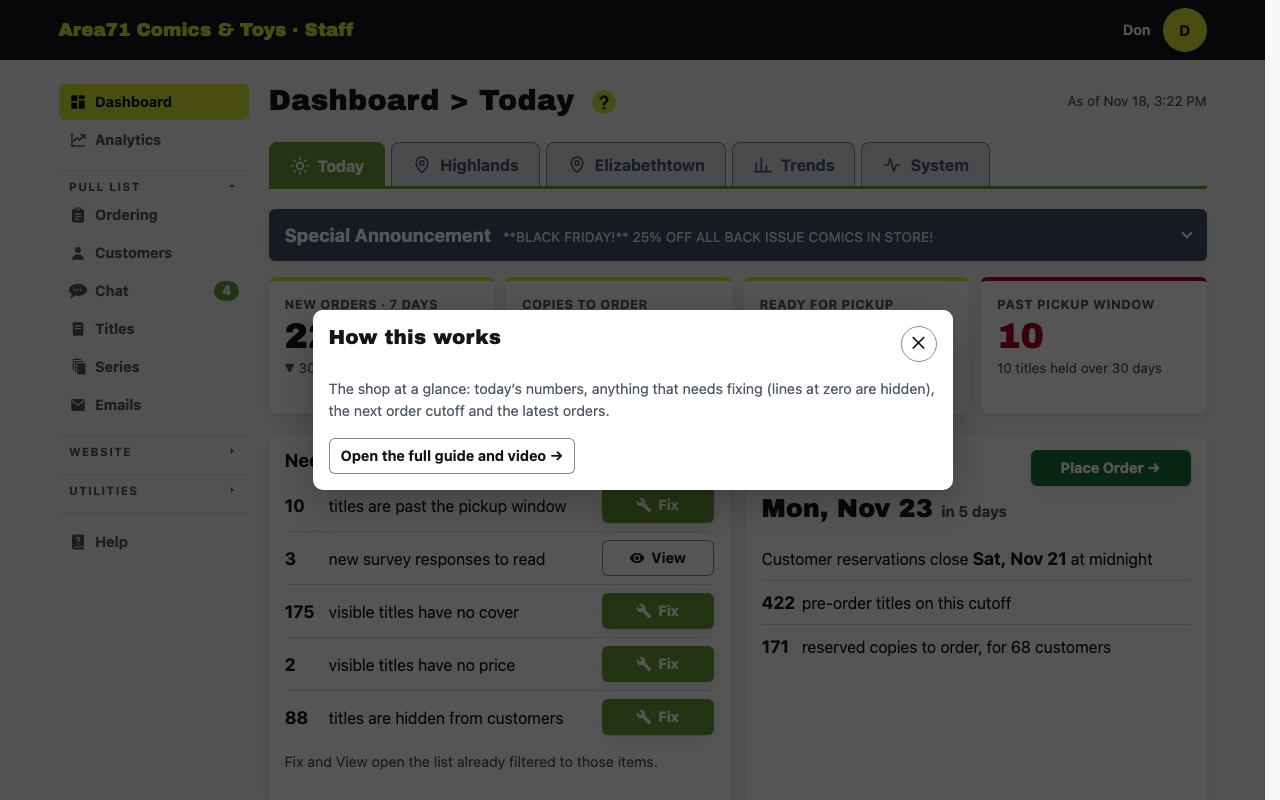 Area71 Comics & Toys · Staff
Don
D
Dashboard
Analytics
PULL LIST
Ordering
Customers
Chat
4
Titles
Series
Emails
WEBSITE
UTILITIES
Help
Dashboard > Today
?
As of Nov 18, 3:22 PM
Today
Highlands
Elizabethtown
Trends
System
Special Announcement
**BLACK FRIDAY!** 25% OFF ALL BACK ISSUE COMICS IN STORE!
NEW ORDERS · 7 DAYS
COPIES TO ORDER
READY FOR PICKUP
PAST PICKUP WINDOW
10
10 titles held over 30 days
How this works
The shop at a glance: today’s numbers, anything that needs fixing (lines at zero are hidden),
the next order cutoff and the latest orders.
Open the full guide and video →
10 titles are past the pickup window
Fix
3 new survey responses to read
View
175 visible titles have no cover
Fix
2 visible titles have no price
Fix
88 titles are hidden from customers
Fix
Fix and View open the list already filtered to those items.
Place Order →
Mon, Nov 23 in 5 days
Customer reservations close Sat, Nov 21 at midnight
422 pre-order titles on this cutoff
171 reserved copies to order, for 68 customers